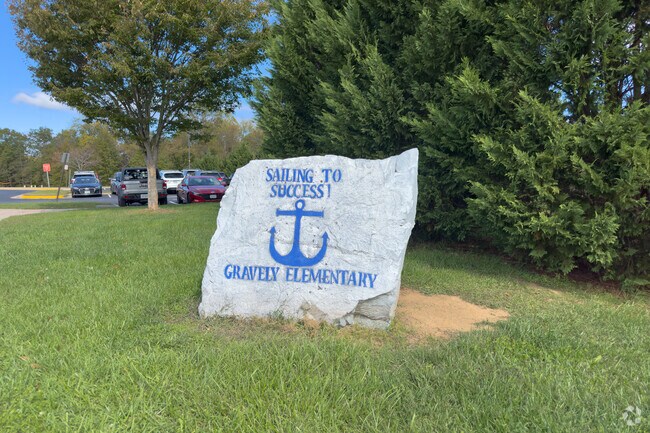 SAILING TO
SUCCESS!
GRAVELY ELEMENTARY